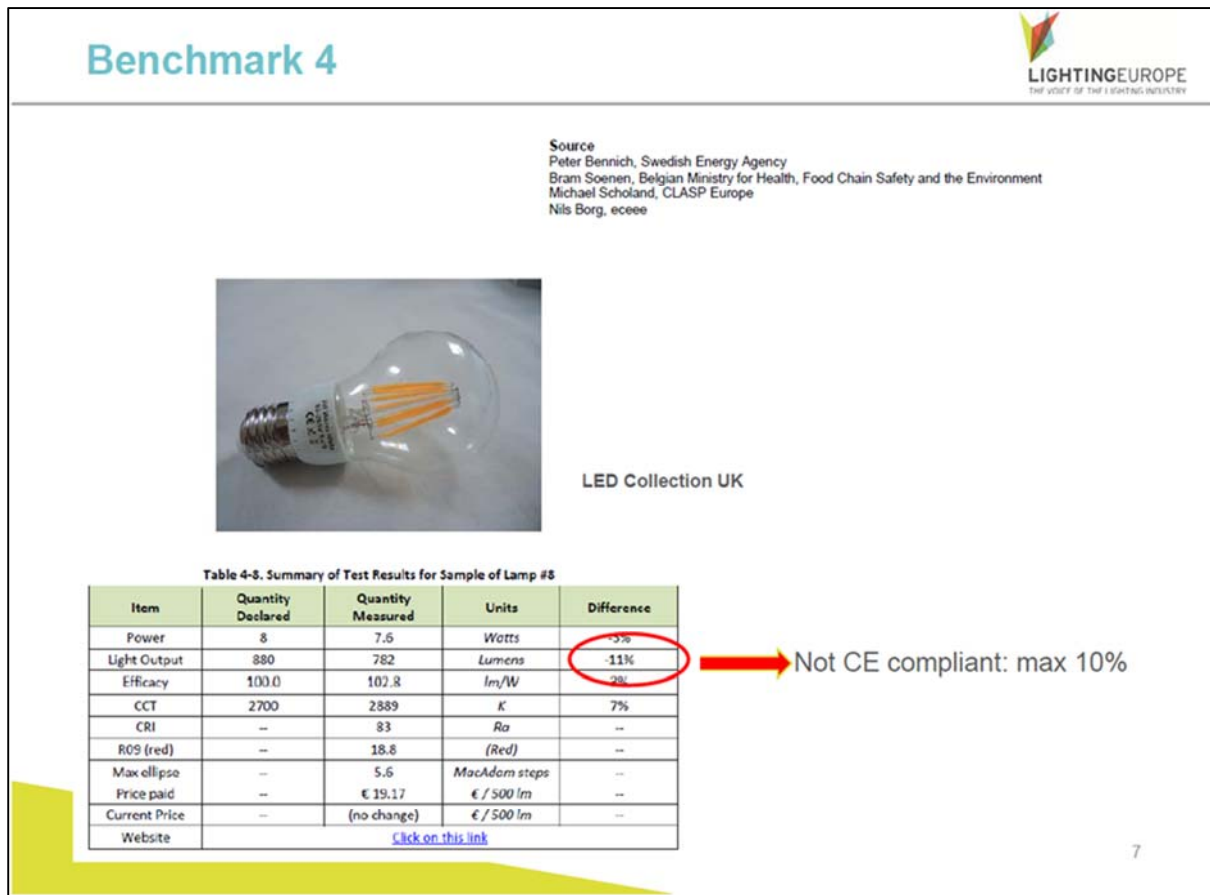 Benchmark 4
LIGHTINGEUROPE
THE VOICE OF THE LIGHTING INDUSTRY
Source
Peter Bennich, Swedish Energy Agency
Bram Soenen, Belgian Ministry for Health, Food Chain Safety and the Environment
Michael Scholand, CLASP Europe
Nils Borg, eceee
LED Collection UK
Table 4-8. Summary of Test Results for Sample of Lamp #8
Item Quantity Declared Quantity Measured Units Difference
Power 8 7.6 Watts -5%
Light Output 880 782 Lumens -11%
Efficacy 100.0 102.8 lm/W 3%
CCT 2700 2889 K 7%
CRI -- 83 Ra --
R09 (red) -- 18.8 (Red) --
Max ellipse -- 5.6 MacAdam steps --
Price paid -- € 19.17 € / 500 lm --
Current Price -- (no change) € / 500 lm --
Website Click on this link
Not CE compliant: max 10%
7